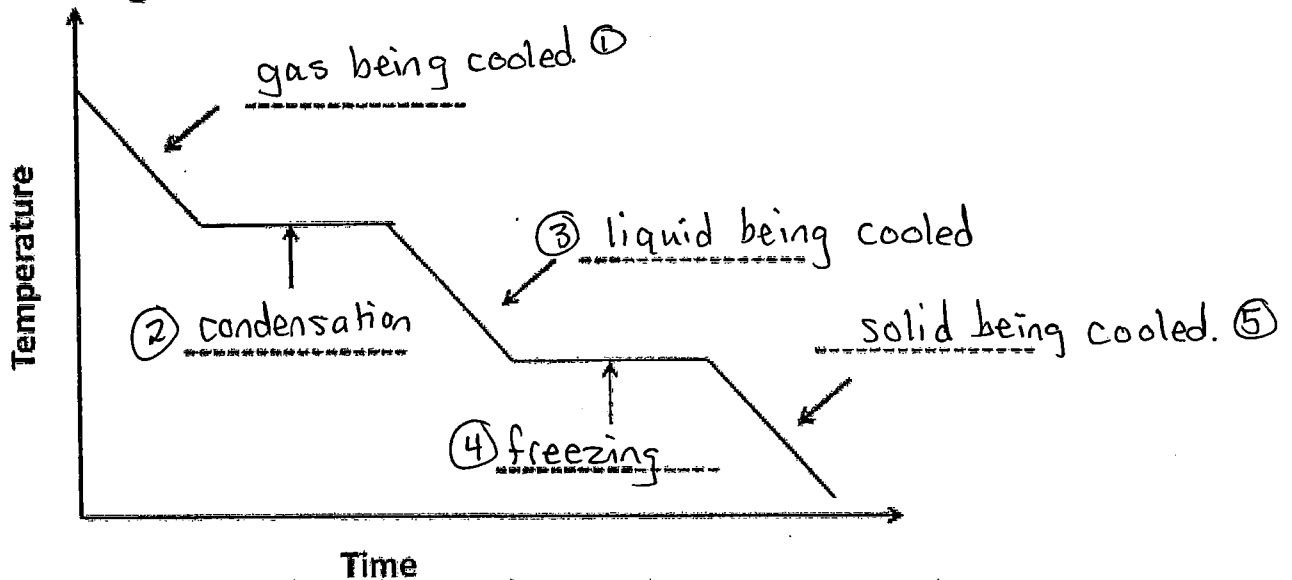 gas being cooled. ①
③ liquid being cooled
② condensation
solid being cooled. ⑤
④ freezing
Temperature
Time